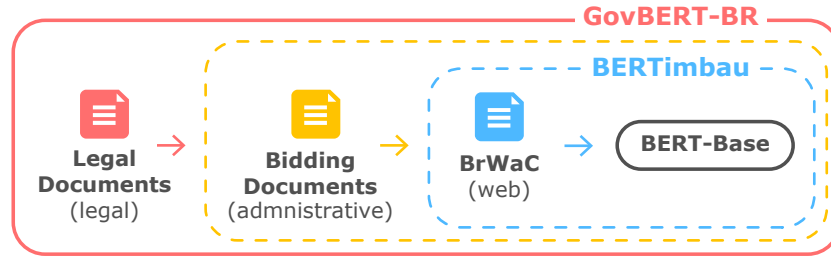 GovBERT-BR
BERTimbau
Legal
Documents
(legal)
Bidding
Documents
(admnistrative)
BrWaC
(web)
BERT-Base